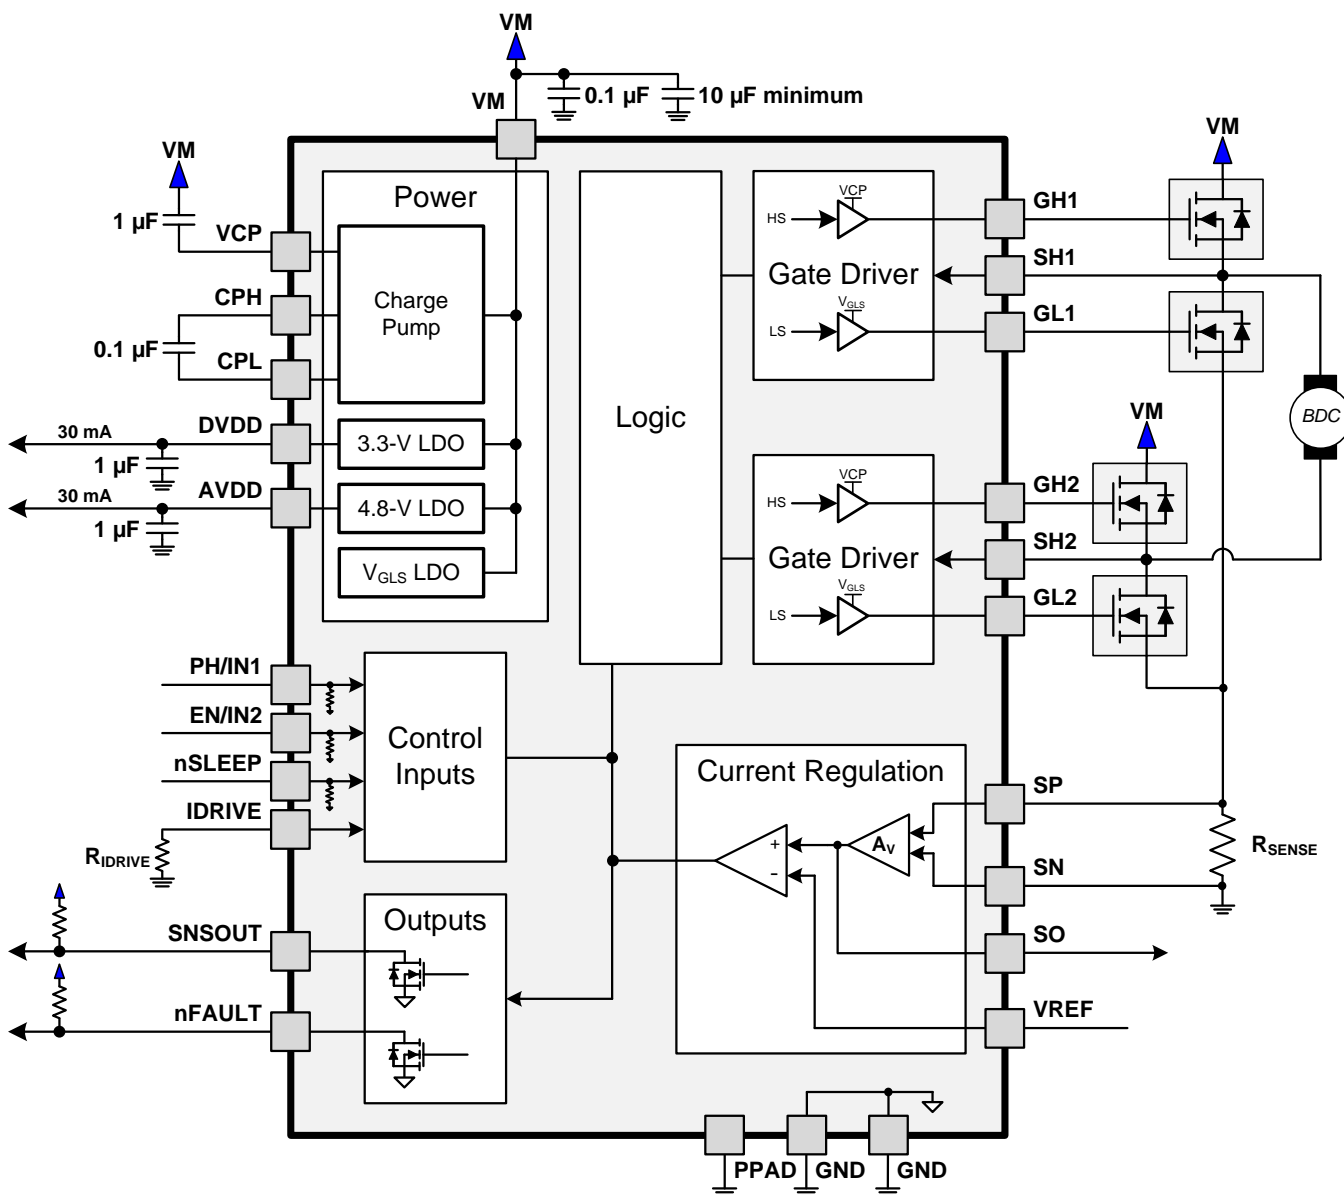 VM
VM
0.1 µF
10 µF minimum
VM
1 µF
VCP
CPH
0.1 µF
CPL
30 mA
DVDD
1 µF
30 mA
AVDD
1 µF
Power
Charge
Pump
3.3-V LDO
4.8-V LDO
VGLS LDO
Logic
VCP
HS
Gate Driver
VGLS
LS
GH1
SH1
GL1
VM
BDC
VCP
HS
Gate Driver
VGLS
LS
GH2
SH2
GL2
VM
PH/IN1
EN/IN2
nSLEEP
IDRIVE
RIDRIVE
Control
Inputs
SNSOUT
nFAULT
Outputs
Current Regulation
+
-
AV
SP
SN
SO
VREF
RSENSE
PPAD
GND
GND